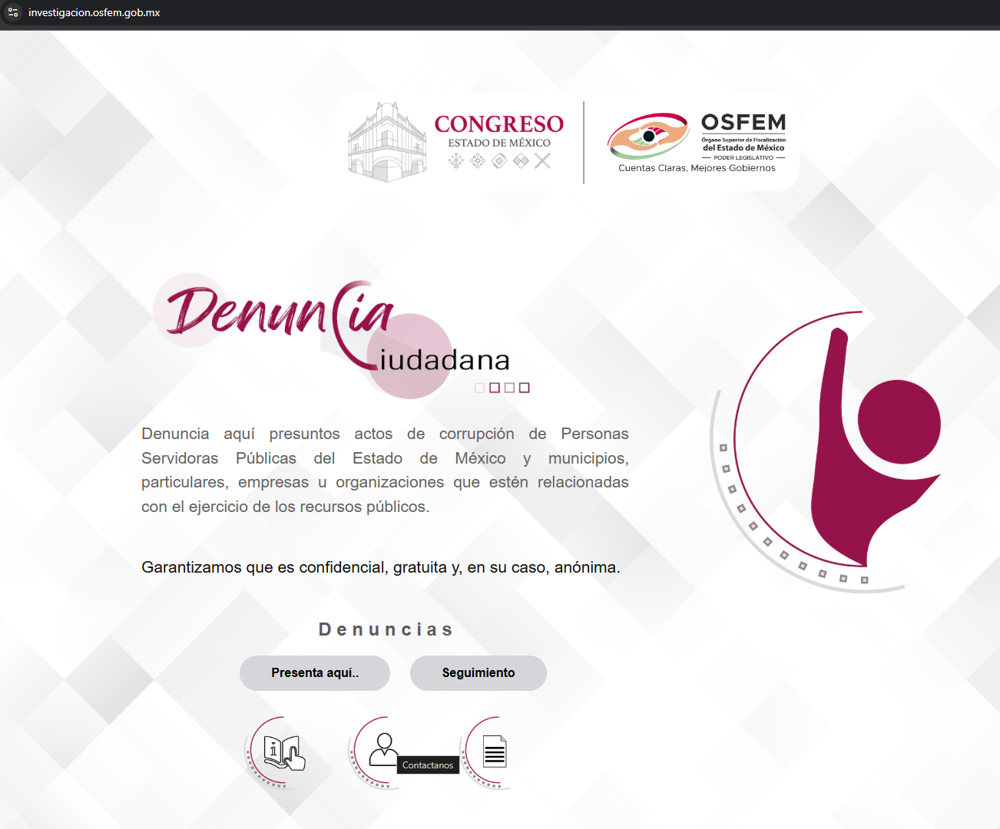 investigacion.osfem.gob.mx
CONGRESO
ESTADO DE MÉXICO
OSFEM
Órgano Superior de Fiscalización
del Estado de México
PODER LEGISLATIVO
Cuentas Claras, Mejores Gobiernos
Denuncia
iudadana
Denuncia aquí presuntos actos de corrupción de Personas
Servidoras Públicas del Estado de México y municipios,
particulares, empresas u organizaciones que estén relacionadas
con el ejercicio de los recursos públicos.
Garantizamos que es confidencial, gratuita y, en su caso, anónima.
Denuncias
Presenta aquí..
Seguimiento
i
Contactanos